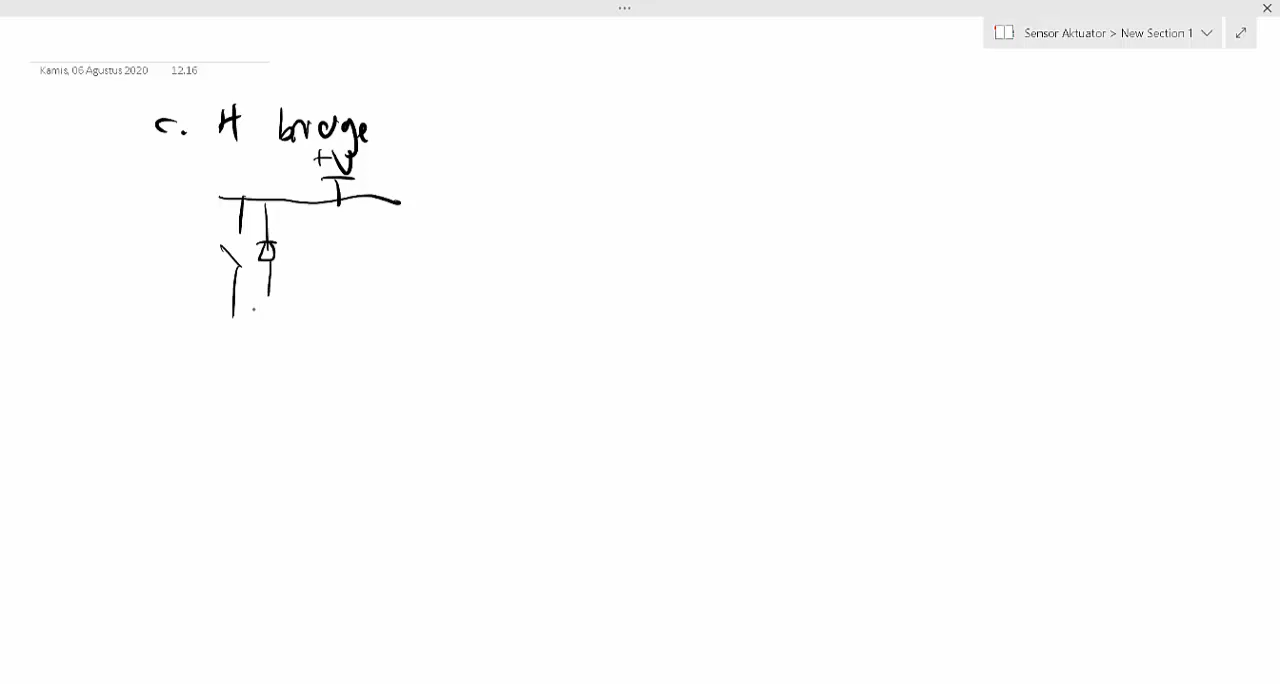 Sensor Aktuator > New Section 1
Kamis, 06 Agustus 2020 12.16
c. H bridge
+V